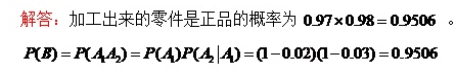 解答：加工出来的零件是正品的概率为 0.97×0.98＝0.9506 。
P(B)＝P(A₁A₂)＝P(A₁)P(A₂|A₁)＝(1-0.02)(1-0.03)＝0.9506